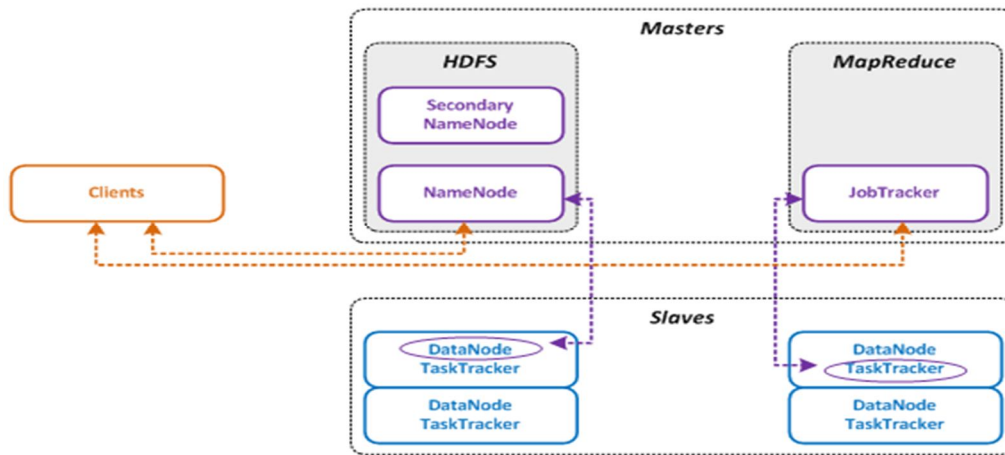 Masters
HDFS
MapReduce
Secondary
NameNode
Clients
NameNode
JobTracker
Slaves
DataNode
TaskTracker
DataNode
TaskTracker
DataNode
TaskTracker
DataNode
TaskTracker